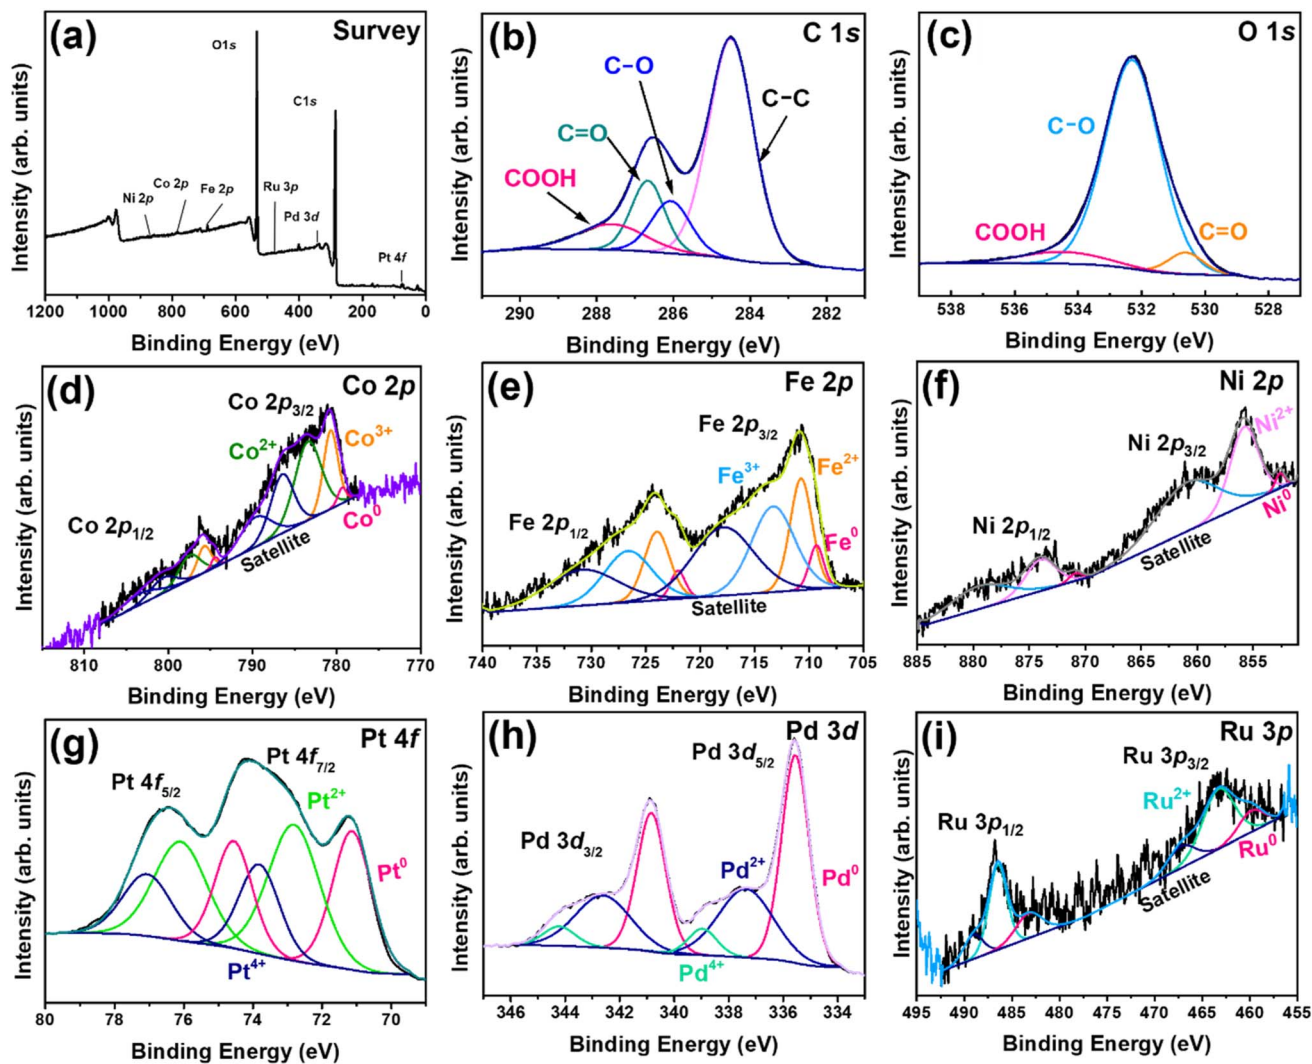 (a)
Survey
O1s
C1s
Ni 2p
Co 2p
Fe 2p
Ru 3p
Pd 3d
Pt 4f
Intensity (arb. units)
1200 1000 800 600 400 200 0
Binding Energy (eV)
(b)
C 1s
C−O
C−C
C=O
COOH
Intensity (arb. units)
290 288 286 284 282
Binding Energy (eV)
(c)
O 1s
C−O
COOH
C=O
Intensity (arb. units)
538 536 534 532 530 528
Binding Energy (eV)
(d)
Co 2p
Co 2p3/2
Co2+
Co3+
Co0
Co 2p1/2
Satellite
Intensity (arb. units)
810 800 790 780 770
Binding Energy (eV)
(e)
Fe 2p
Fe 2p3/2
Fe3+
Fe2+
Fe 2p1/2
Fe0
Satellite
Intensity (arb. units)
740 735 730 725 720 715 710 705
Binding Energy (eV)
(f)
Ni 2p
Ni2+
Ni 2p3/2
Ni0
Ni 2p1/2
Satellite
Intensity (arb. units)
885 880 875 870 865 860 855
Binding Energy (eV)
(g)
Pt 4f
Pt 4f7/2
Pt 4f5/2
Pt2+
Pt0
Pt4+
Intensity (arb. units)
80 78 76 74 72 70
Binding Energy (eV)
(h)
Pd 3d
Pd 3d5/2
Pd 3d3/2
Pd2+
Pd0
Pd4+
Intensity (arb. units)
346 344 342 340 338 336 334
Binding Energy (eV)
(i)
Ru 3p
Ru 3p3/2
Ru2+
Ru 3p1/2
Ru0
Satellite
Intensity (arb. units)
495 490 485 480 475 470 465 460 455
Binding Energy (eV)